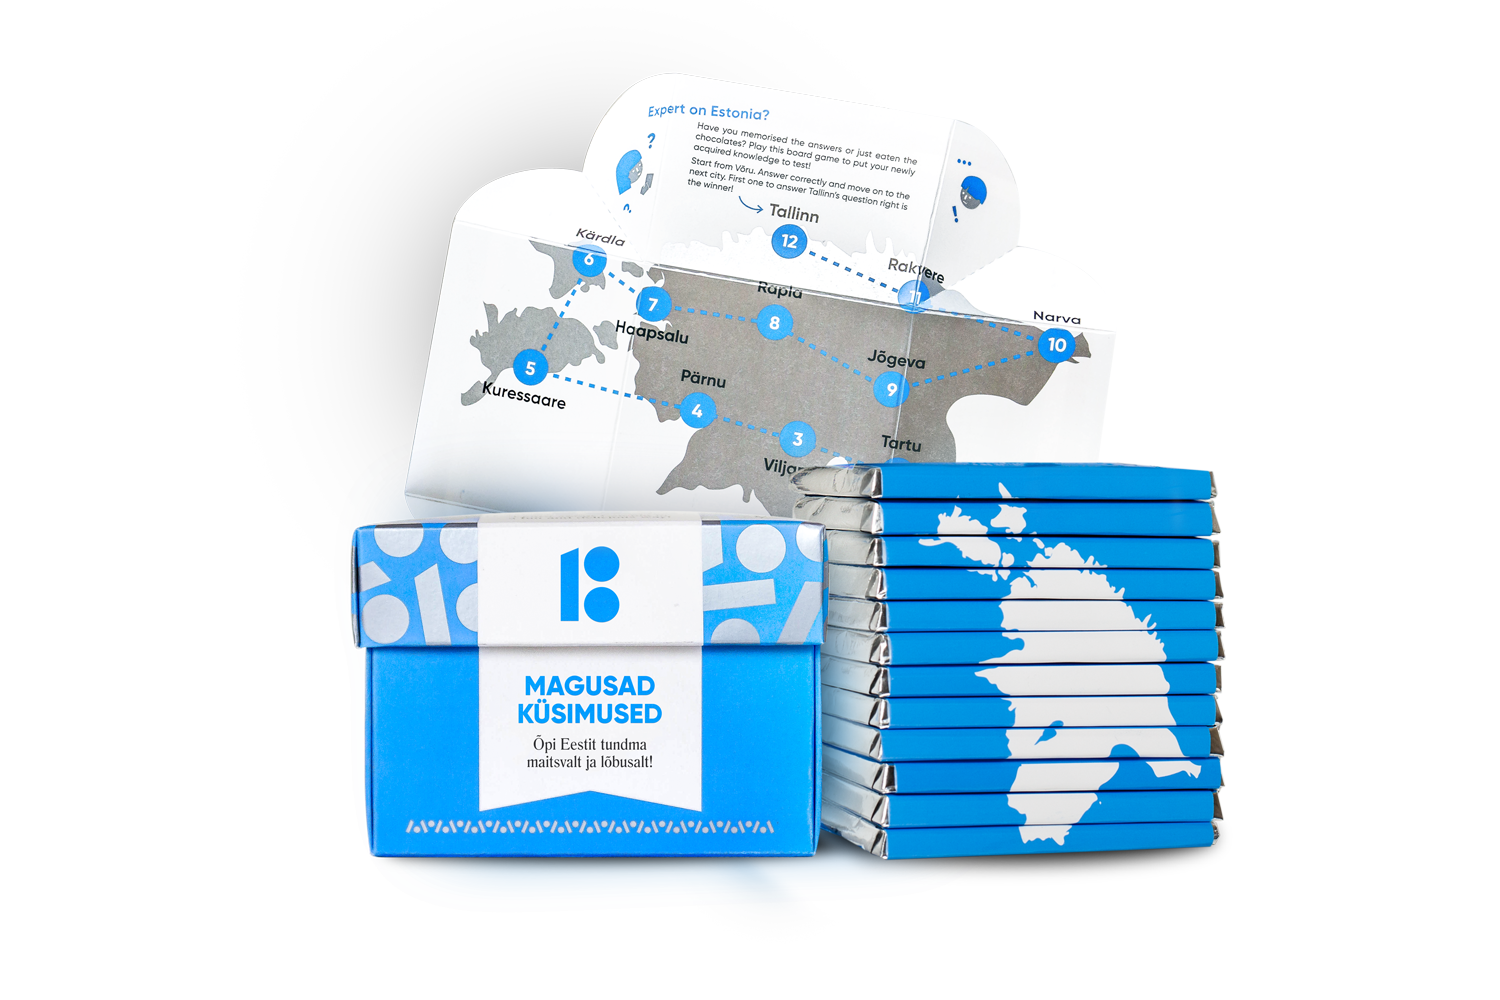 Expert on Estonia?
Have you memorised the answers or just eaten the
chocolates? Play this board game to put your newly
acquired knowledge to test!
Start from Võru. Answer correctly and move on to the
next city. First one to answer Tallinn's question right is
the winner!
Tallinn
12
Kärdla
6
Rakvere
11
7
Haapsalu
Rapla
8
Narva
10
Jõgeva
9
5
Kuressaare
Pärnu
4
3
Tartu
18
MAGUSAD
KÜSIMUSED
Õpi Eestit tundma
maitsvalt ja lõbusalt!